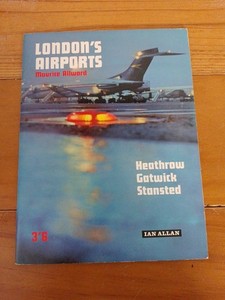 LONDON'S
AIRPORTS
Maurice Allward
Heathrow
Gatwick
Stansted
3'6
IAN ALLAN